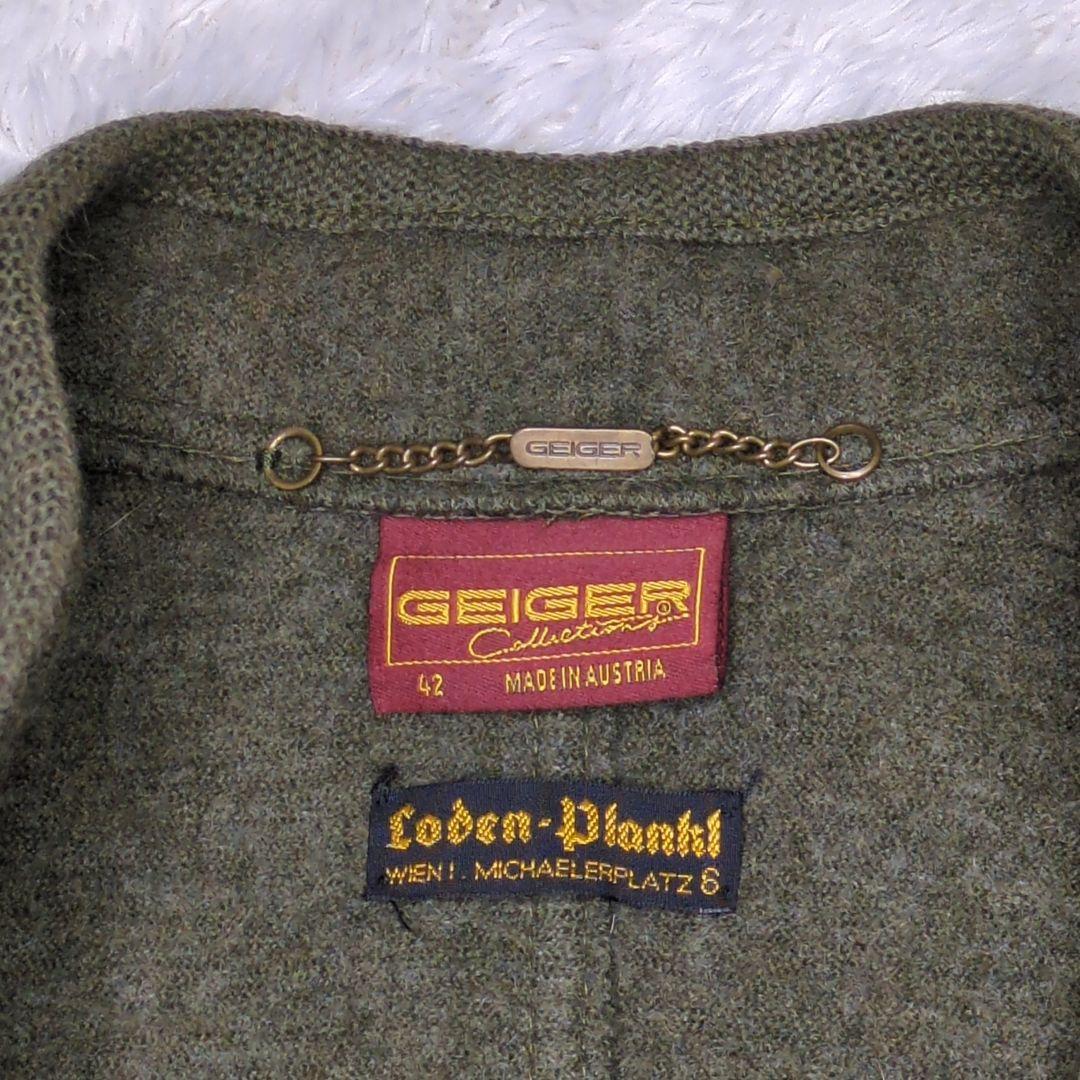 GEIGER
GEIGER
Collections
42 MADE IN AUSTRIA
Loden-Plankl
WIEN I. MICHAELERPLATZ 6